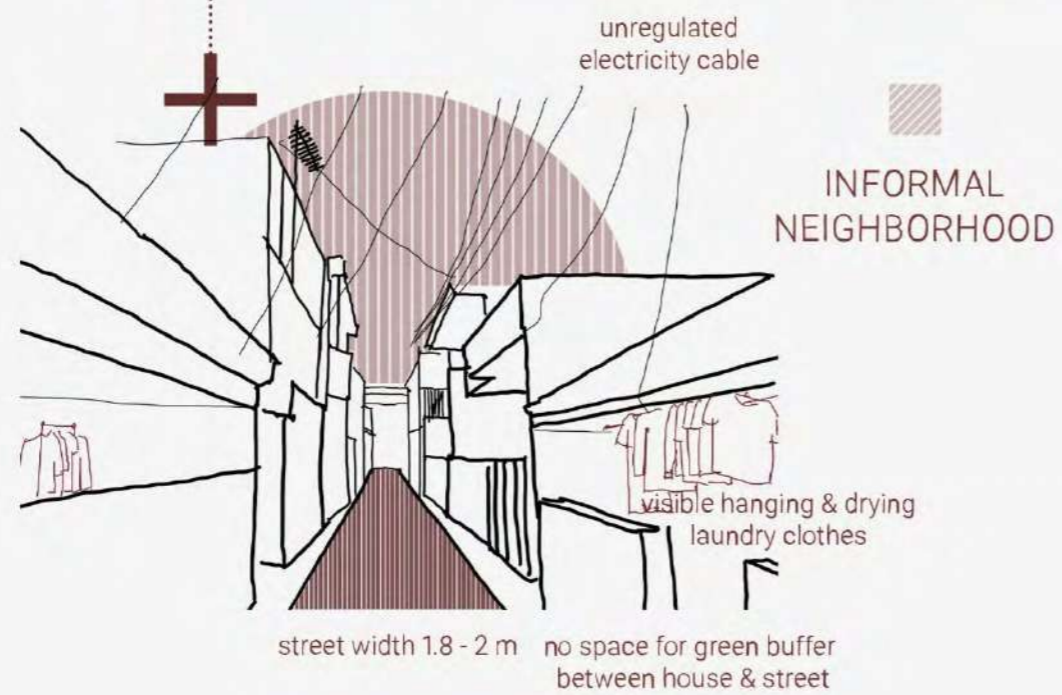 unregulated
electricity cable
INFORMAL
NEIGHBORHOOD
visible hanging & drying
laundry clothes
street width 1.8 - 2 m
no space for green buffer
between house & street